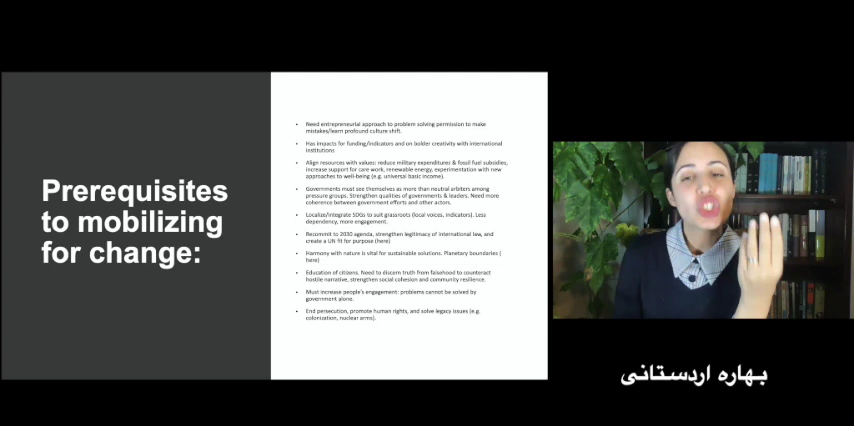 Prerequisites
to mobilizing
for change:
• Need entrepreneurial approach to problem solving permission to make
mistakes/learn profound culture shift.
• Has impacts for funding/indicators and on bolder creativity with international
institutions
• Align resources with values: reduce military expenditures & fossil fuel subsidies,
increase support for care work, renewable energy, experimentation with new
approaches to well-being (e.g. universal basic income).
• Governments must see themselves as more than neutral arbiters among
pressure groups. Strengthen qualities of governments & leaders. Need more
coherence between government efforts and other actors.
• Localize/integrate SDGs to suit grassroots (local voices, indicators). Less
dependency, more engagement.
• Recommit to 2030 agenda, strengthen legitimacy of international law, and
create a UN fit for purpose (here)
• Harmony with nature is vital for sustainable solutions. Planetary boundaries (
here)
• Education of citizens. Need to discern truth from falsehood to counteract
hostile narrative, strengthen social cohesion and community resilience.
• Must increase people's engagement: problems cannot be solved by
government alone.
• End persecution, promote human rights, and solve legacy issues (e.g.
colonization, nuclear arms).
بهاره اردستانی